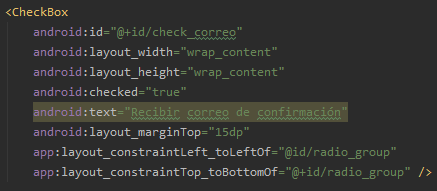 <CheckBox
android:id="@+id/check_correo"
android:layout_width="wrap_content"
android:layout_height="wrap_content"
android:checked="true"
android:text="Recibir correo de confirmación"
android:layout_marginTop="15dp"
app:layout_constraintLeft_toLeftOf="@id/radio_group"
app:layout_constraintTop_toBottomOf="@+id/radio_group" />